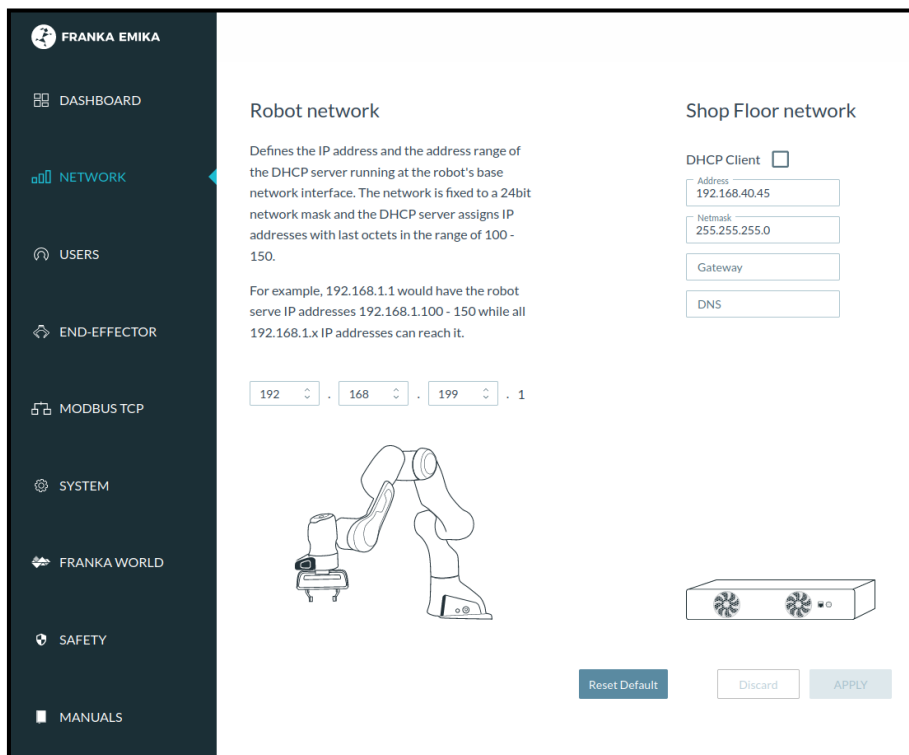 FRANKA EMIKA
DASHBOARD
NETWORK
USERS
END-EFFECTOR
MODBUS TCP
SYSTEM
FRANKA WORLD
SAFETY
MANUALS
Robot network
Defines the IP address and the address range of
the DHCP server running at the robot's base
network interface. The network is fixed to a 24bit
network mask and the DHCP server assigns IP
addresses with last octets in the range of 100 -
150.
For example, 192.168.1.1 would have the robot
serve IP addresses 192.168.1.100 - 150 while all
192.168.1.x IP addresses can reach it.
192 . 168 . 199 . 1
Shop Floor network
DHCP Client
Address
192.168.40.45
Netmask
255.255.255.0
Gateway
DNS
Reset Default Discard APPLY